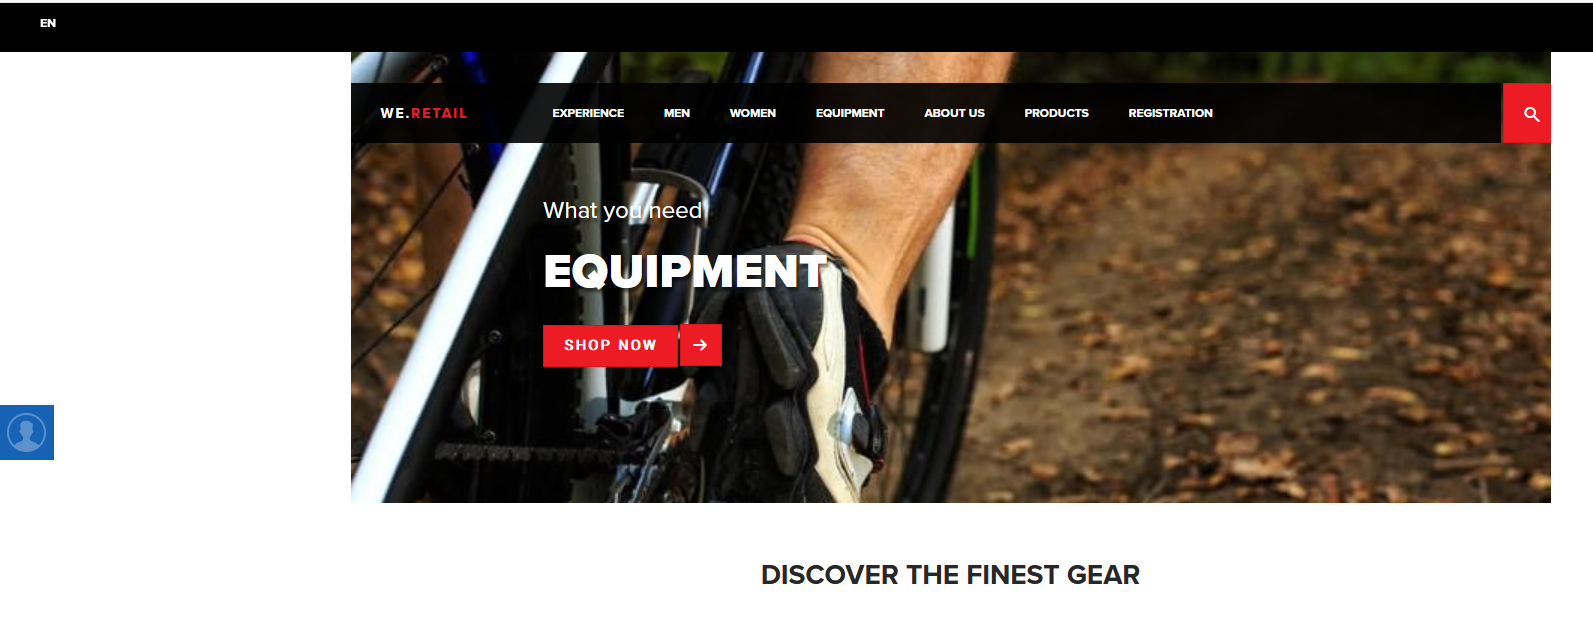 EN
WE.RETAIL EXPERIENCE MEN WOMEN EQUIPMENT ABOUT US PRODUCTS REGISTRATION
What you need
EQUIPMENT
SHOP NOW
DISCOVER THE FINEST GEAR